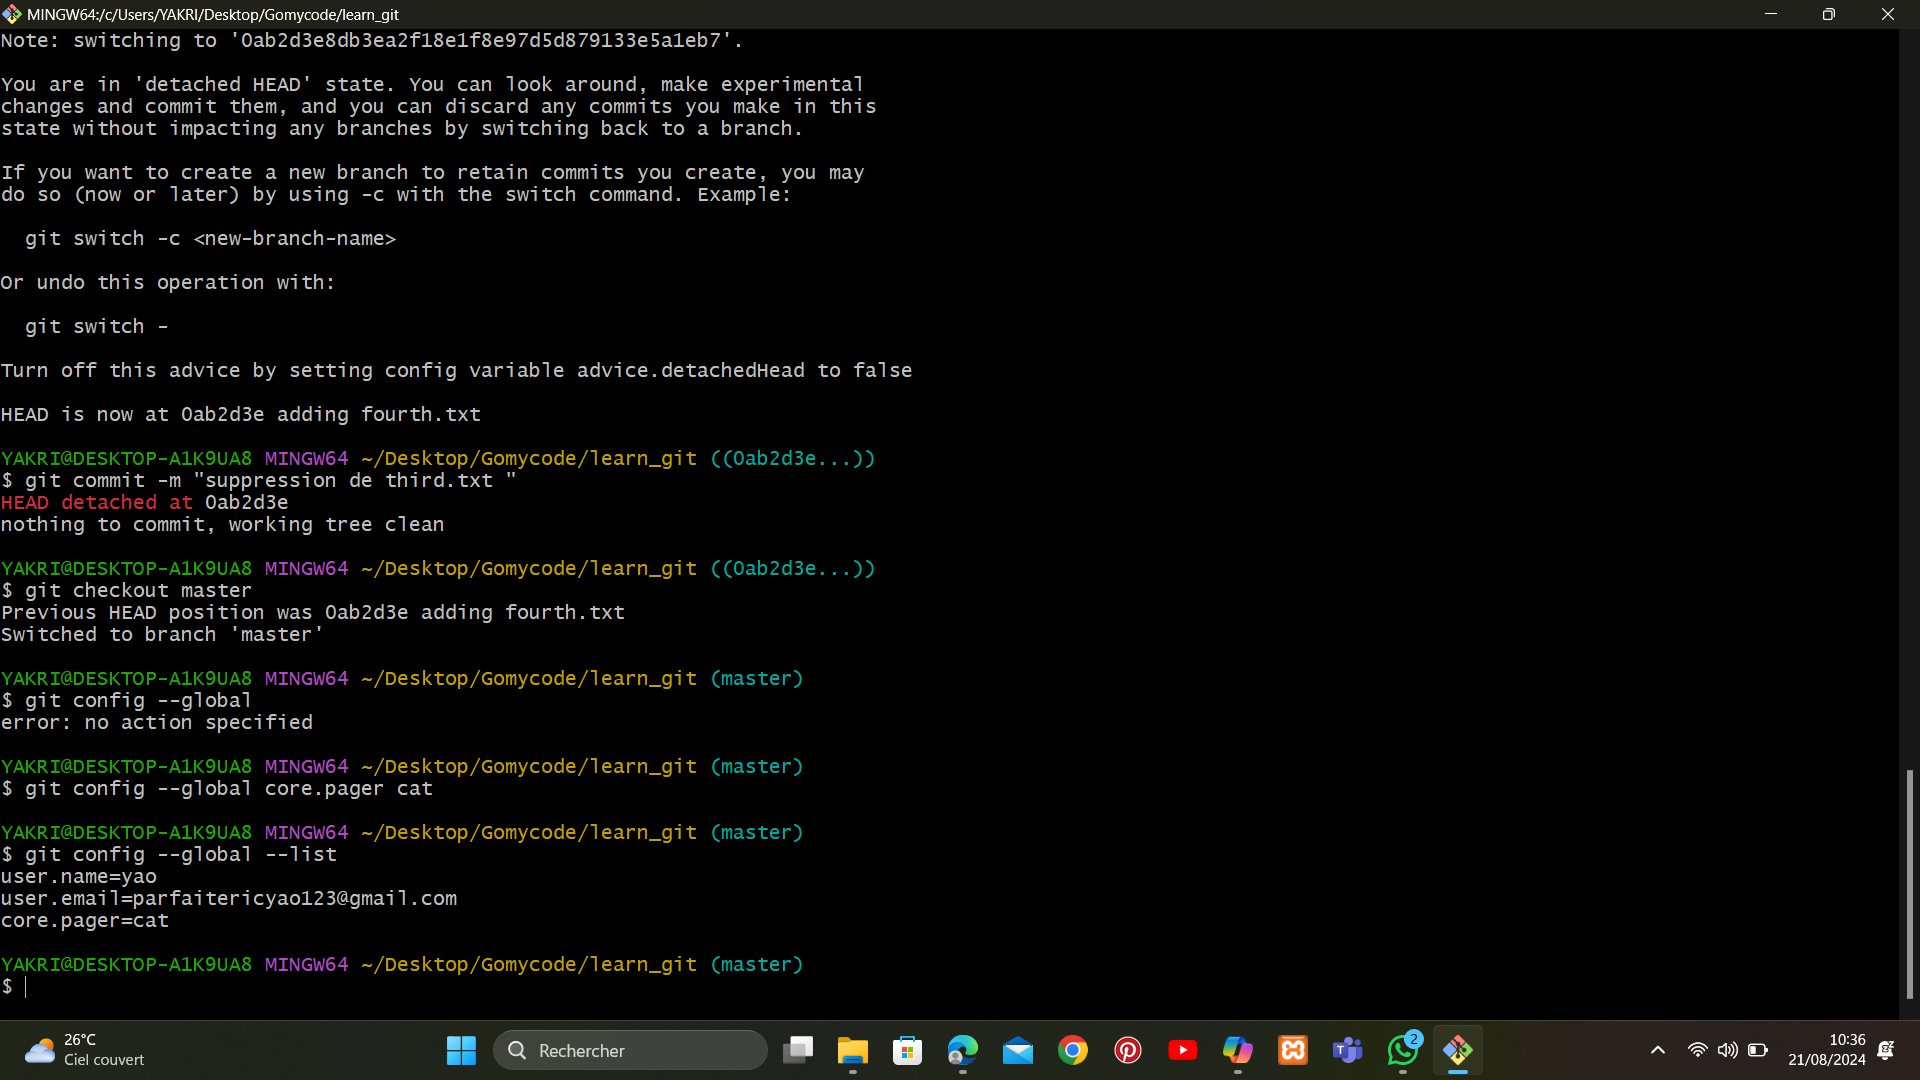 MINGW64:/c/Users/YAKRI/Desktop/Gomycode/learn_git
Note: switching to '0ab2d3e8db3ea2f18e1f8e97d5d879133e5a1eb7'.
You are in 'detached HEAD' state. You can look around, make experimental
changes and commit them, and you can discard any commits you make in this
state without impacting any branches by switching back to a branch.
If you want to create a new branch to retain commits you create, you may
do so (now or later) by using -c with the switch command. Example:
git switch -c <new-branch-name>
Or undo this operation with:
git switch -
Turn off this advice by setting config variable advice.detachedHead to false
HEAD is now at 0ab2d3e adding fourth.txt
YAKRI@DESKTOP-A1K9UA8 MINGW64 ~/Desktop/Gomycode/learn_git ((0ab2d3e...))
$ git commit -m "suppression de third.txt "
HEAD detached at 0ab2d3e
nothing to commit, working tree clean
YAKRI@DESKTOP-A1K9UA8 MINGW64 ~/Desktop/Gomycode/learn_git ((0ab2d3e...))
$ git checkout master
Previous HEAD position was 0ab2d3e adding fourth.txt
Switched to branch 'master'
YAKRI@DESKTOP-A1K9UA8 MINGW64 ~/Desktop/Gomycode/learn_git (master)
$ git config --global
error: no action specified
YAKRI@DESKTOP-A1K9UA8 MINGW64 ~/Desktop/Gomycode/learn_git (master)
$ git config --global core.pager cat
YAKRI@DESKTOP-A1K9UA8 MINGW64 ~/Desktop/Gomycode/learn_git (master)
$ git config --global --list
user.name=yao
user.email=parfaitericyao123@gmail.com
core.pager=cat
YAKRI@DESKTOP-A1K9UA8 MINGW64 ~/Desktop/Gomycode/learn_git (master)
$
26°C
Ciel couvert
Rechercher
2
10:36
21/08/2024